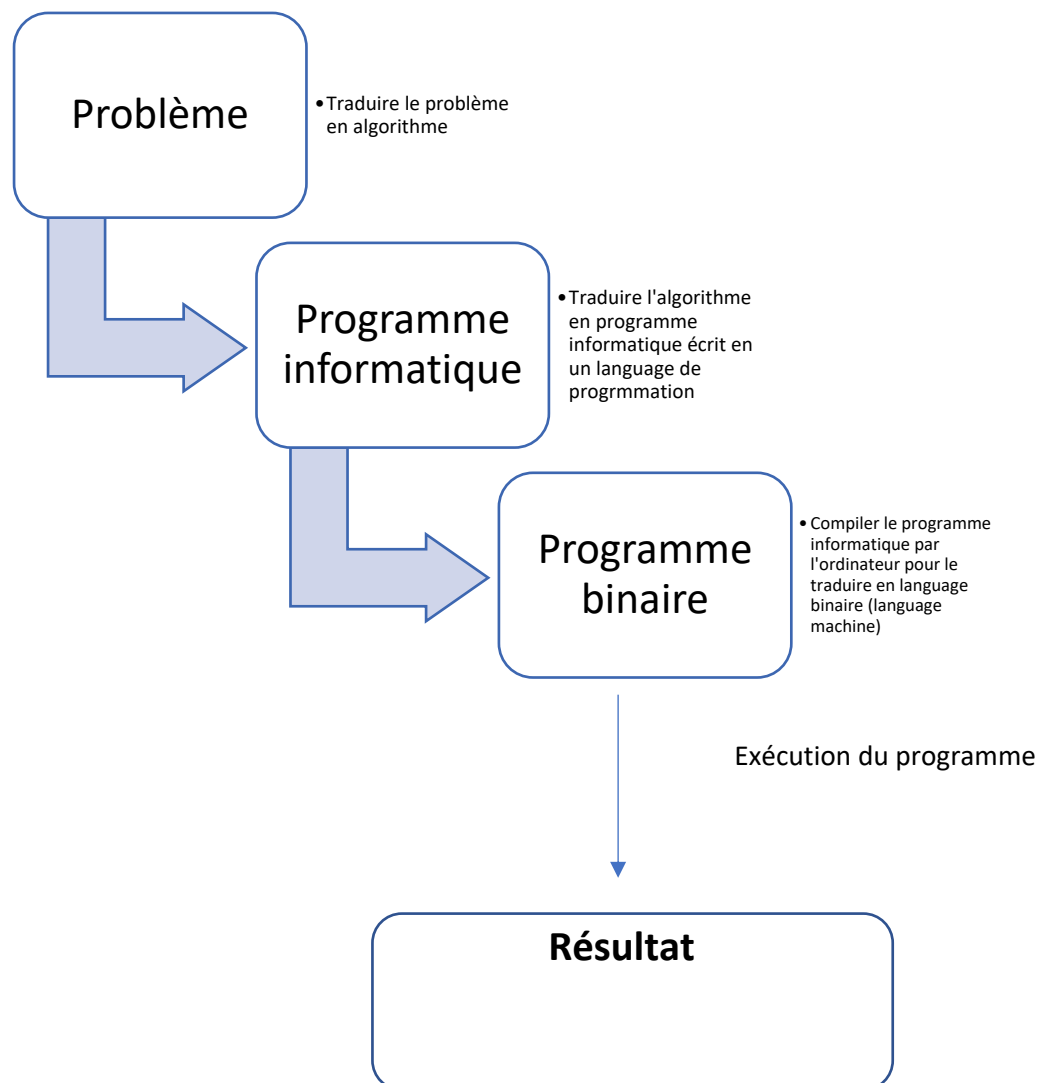 Problème
•Traduire le problème
en algorithme
Programme
informatique
•Traduire l'algorithme
en programme
informatique écrit en
un language de
progrmmation
Programme
binaire
• Compiler le programme
informatique par
l'ordinateur pour le
traduire en language
binaire (language
machine)
Exécution du programme
Résultat